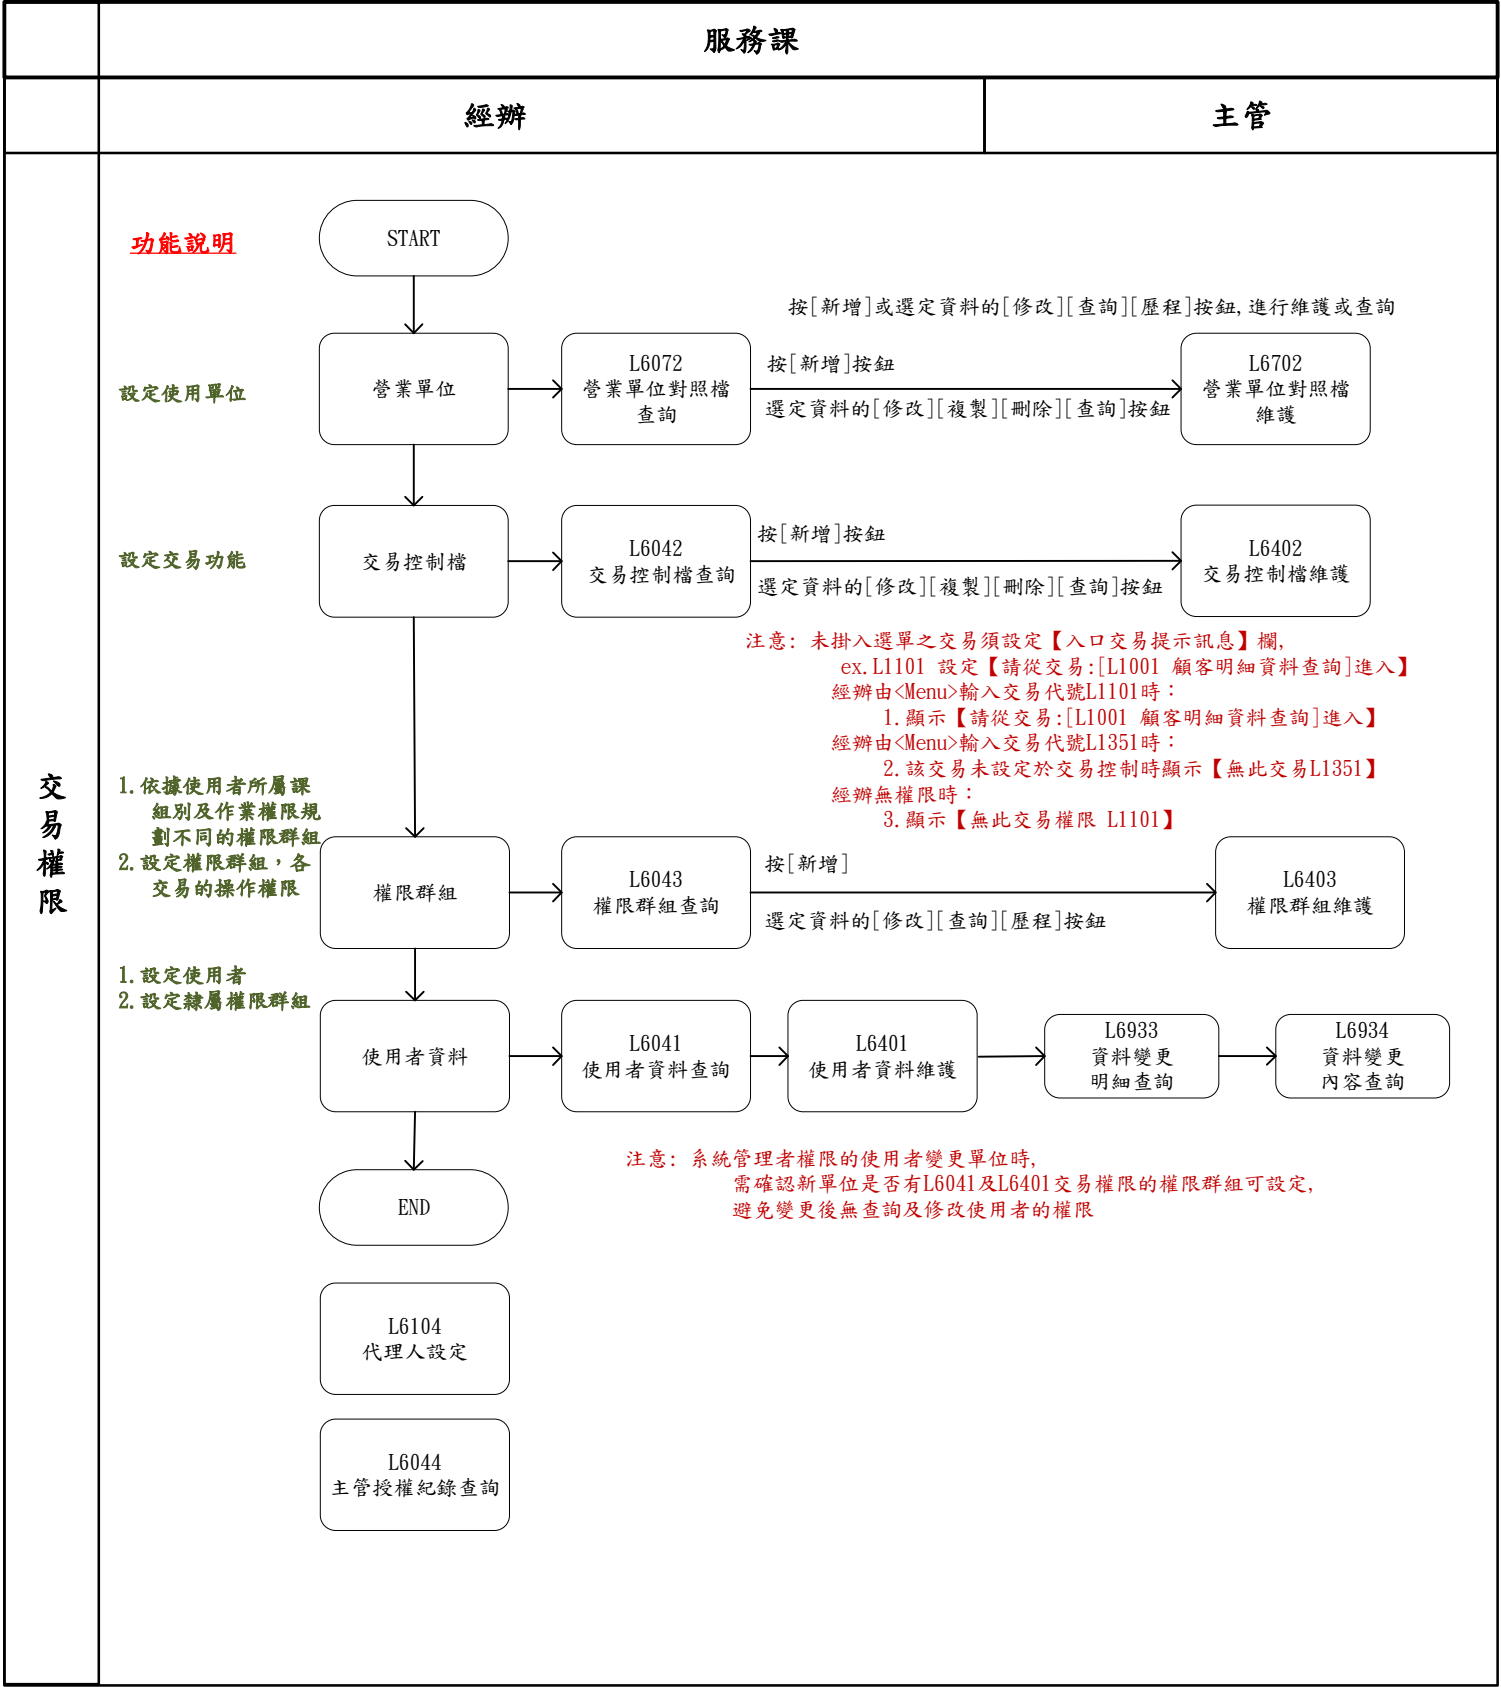 服務課
經辦
主管
交易權限
功能說明
START
按[新增]或選定資料的[修改][查詢][歷程]按鈕,進行維護或查詢
設定使用單位
營業單位
L6072
營業單位對照檔
查詢
按[新增]按鈕
選定資料的[修改][複製][刪除][查詢]按鈕
L6702
營業單位對照檔
維護
設定交易功能
交易控制檔
L6042
交易控制檔查詢
按[新增]按鈕
選定資料的[修改][複製][刪除][查詢]按鈕
L6402
交易控制檔維護
注意: 未掛入選單之交易須設定【入口交易提示訊息】欄,
ex.L1101 設定【請從交易:[L1001 顧客明細資料查詢]進入】
經辦由<Menu>輸入交易代號L1101時：
1.顯示【請從交易:[L1001 顧客明細資料查詢]進入】
經辦由<Menu>輸入交易代號L1351時：
2.該交易未設定於交易控制時顯示【無此交易L1351】
經辦無權限時：
3.顯示【無此交易權限 L1101】
1.依據使用者所屬課
組別及作業權限規
劃不同的權限群組
2.設定權限群組，各
交易的操作權限
權限群組
L6043
權限群組查詢
按[新增]
選定資料的[修改][查詢][歷程]按鈕
L6403
權限群組維護
1.設定使用者
2.設定隸屬權限群組
使用者資料
L6041
使用者資料查詢
L6401
使用者資料維護
L6933
資料變更
明細查詢
L6934
資料變更
內容查詢
注意: 系統管理者權限的使用者變更單位時,
需確認新單位是否有L6041及L6401交易權限的權限群組可設定,
避免變更後無查詢及修改使用者的權限
END
L6104
代理人設定
L6044
主管授權紀錄查詢